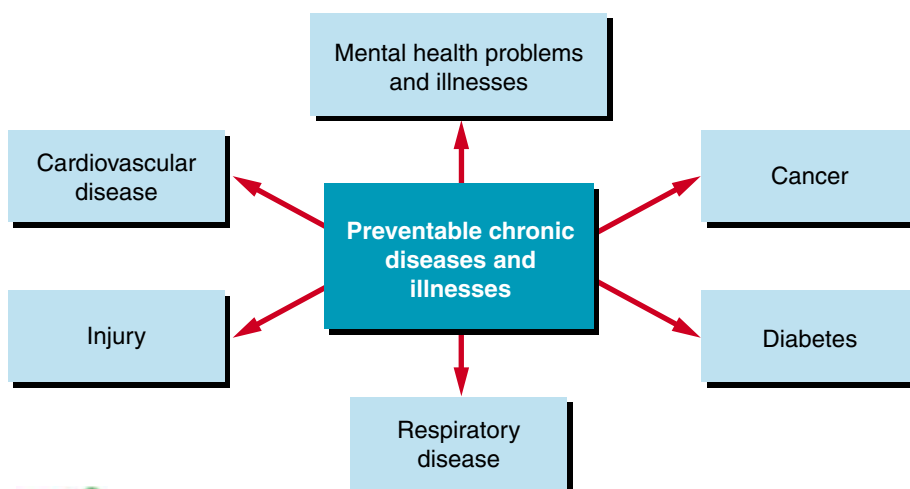 Mental health problems
and illnesses
Cardiovascular
disease
Cancer
Preventable chronic
diseases and
illnesses
Injury
Diabetes
Respiratory
disease